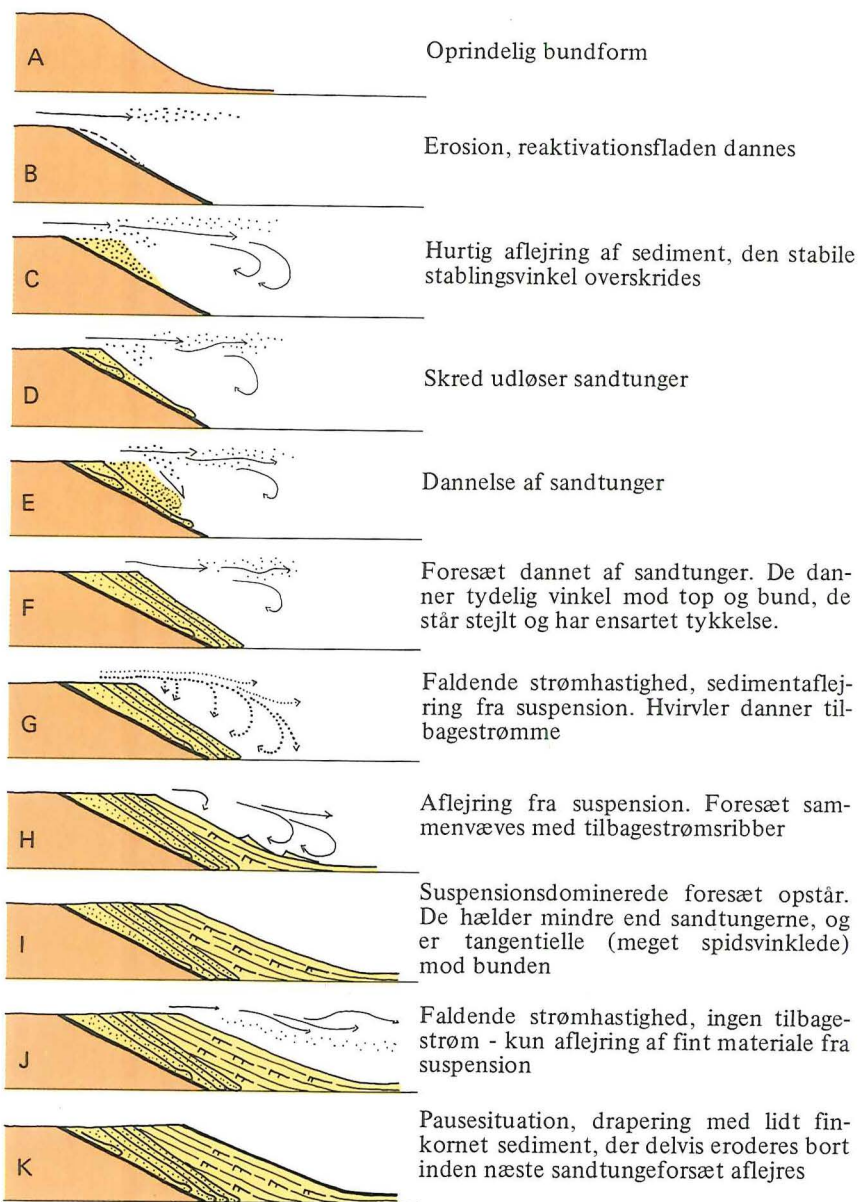 A
Oprindelig bundform
B
Erosion, reaktivationsfladen dannes
C
Hurtig aflejring af sediment, den stabile
stablingsvinkel overskrides
D
Skred udløser sandtunger
E
Dannelse af sandtunger
F
Foresæt dannet af sandtunger. De dan-
ner tydelig vinkel mod top og bund, de
står stejlt og har ensartet tykkelse.
G
Faldende strømhastighed, sedimentaflej-
ring fra suspension. Hvirvler danner til-
bagestrømme
H
Aflejring fra suspension. Foresæt sam-
menvæves med tilbagestrømsribber
I
Suspensionsdominerede foresæt opstår.
De hælder mindre end sandtungerne, og
er tangentielle (meget spidsvinklede)
mod bunden
J
Faldende strømhastighed, ingen tilbage-
strøm - kun aflejring af fint materiale fra
suspension
K
Pausesituation, drapering med lidt fin-
kornet sediment, der delvis eroderes bort
inden næste sandtungeforsæt aflejres